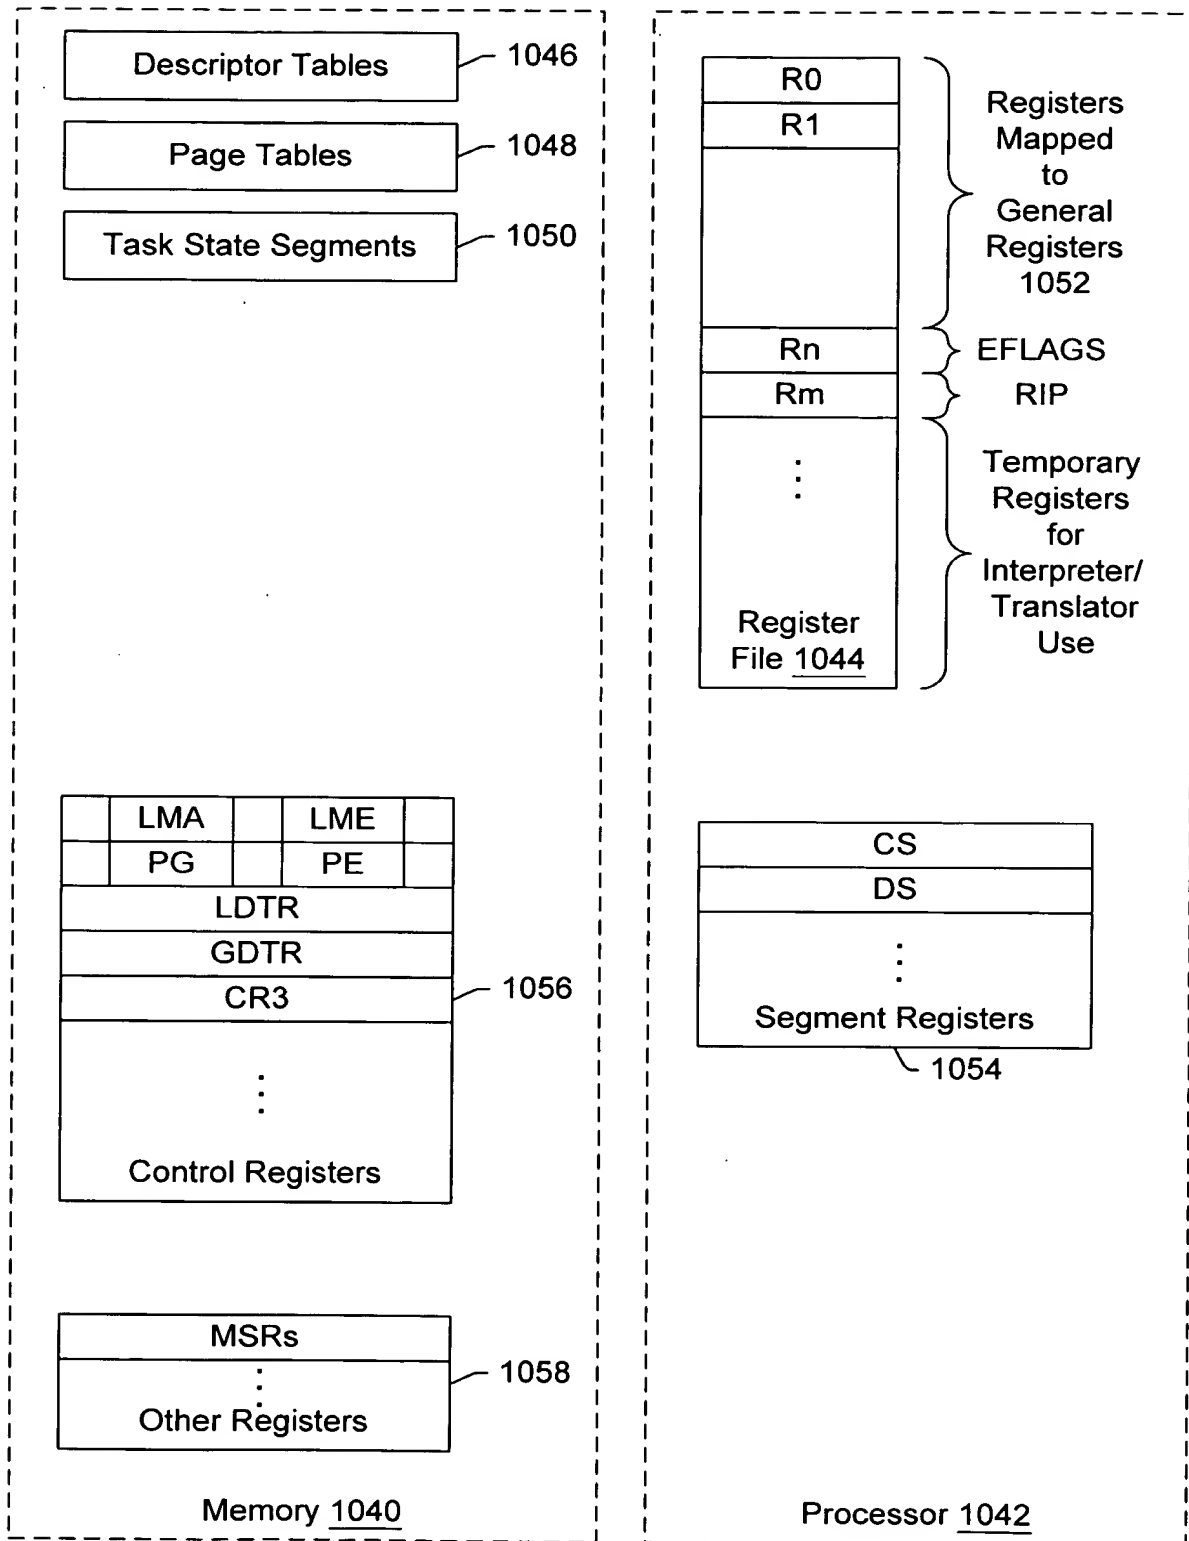 Descriptor Tables
1046
Page Tables
1048
Task State Segments
1050
LMA
LME
PG
PE
LDTR
GDTR
CR3
1056
Control Registers
MSRs
1058
Other Registers
Memory 1040
R0
R1
Registers
Mapped
to
General
Registers
1052
Rn
EFLAGS
Rm
RIP
Temporary
Registers
for
Interpreter/
Translator
Use
Register
File 1044
CS
DS
Segment Registers
1054
Processor 1042